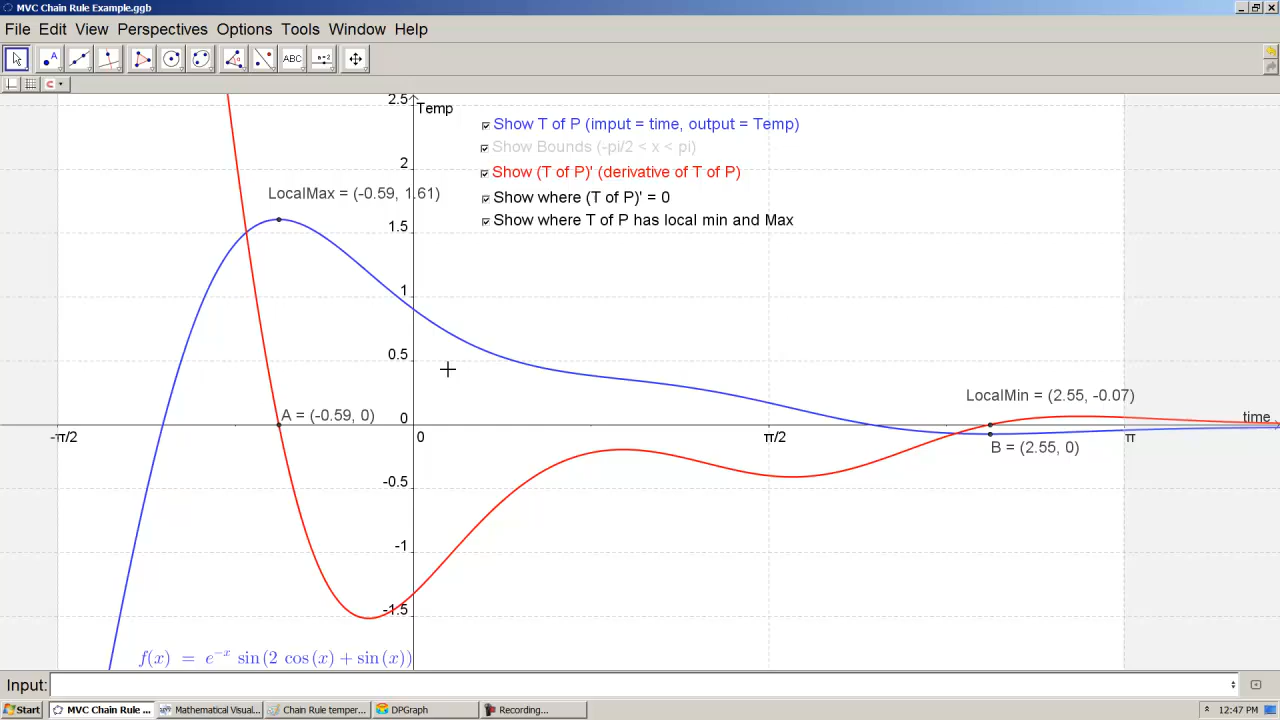 MVC Chain Rule Example.ggb
File Edit View Perspectives Options Tools Window Help
A ABC a=2
2.5 Temp
Show T of P (imput = time, output = Temp)
Show Bounds (-pi/2 < x < pi)
2
Show (T of P)' (derivative of T of P)
LocalMax = (-0.59, 1.61)
Show where (T of P)' = 0
Show where T of P has local min and Max
1.5
1
0.5
LocalMin = (2.55, -0.07)
A = (-0.59, 0)
0
time
-π/2 0 π/2 π
B = (2.55, 0)
-0.5
-1
-1.5
f(x) = e^{-x} sin(2 cos(x) + sin(x))
Input:
Start MVC Chain Rule ... Mathematical Visual... Chain Rule temper... DPGraph Recording... 12:47 PM